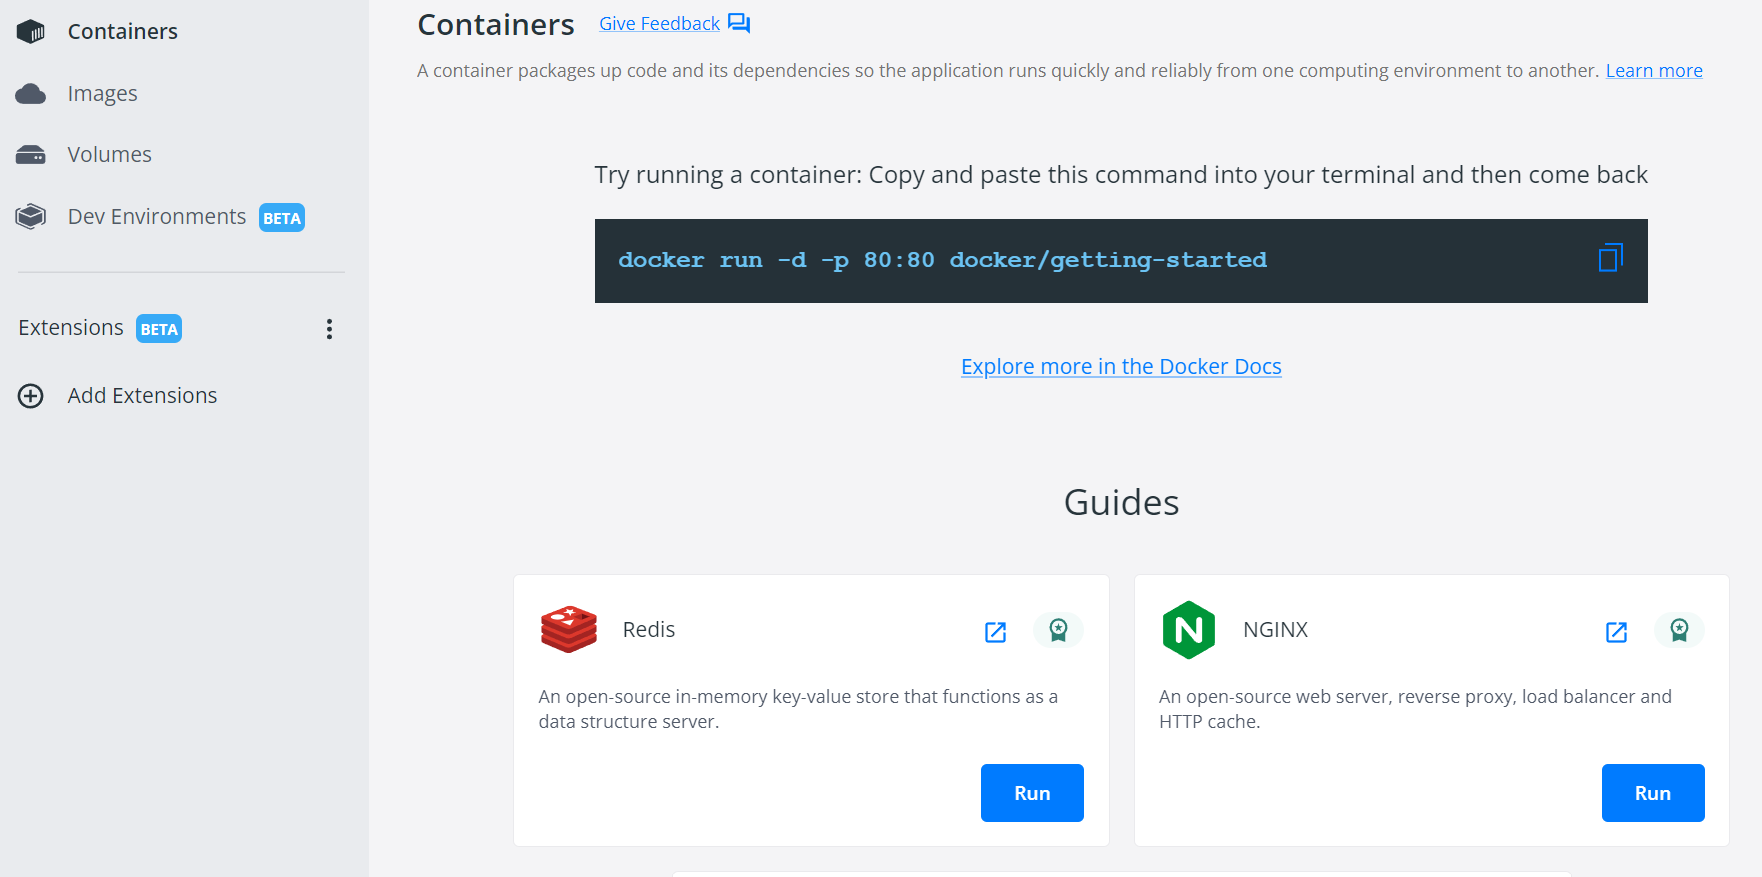 Containers
Images
Volumes
Dev Environments BETA
Extensions BETA
Add Extensions
Containers Give Feedback
A container packages up code and its dependencies so the application runs quickly and reliably from one computing environment to another. Learn more
Try running a container: Copy and paste this command into your terminal and then come back
docker run -d -p 80:80 docker/getting-started
Explore more in the Docker Docs
Guides
Redis
An open-source in-memory key-value store that functions as a
data structure server.
Run
N
NGINX
An open-source web server, reverse proxy, load balancer and
HTTP cache.
Run